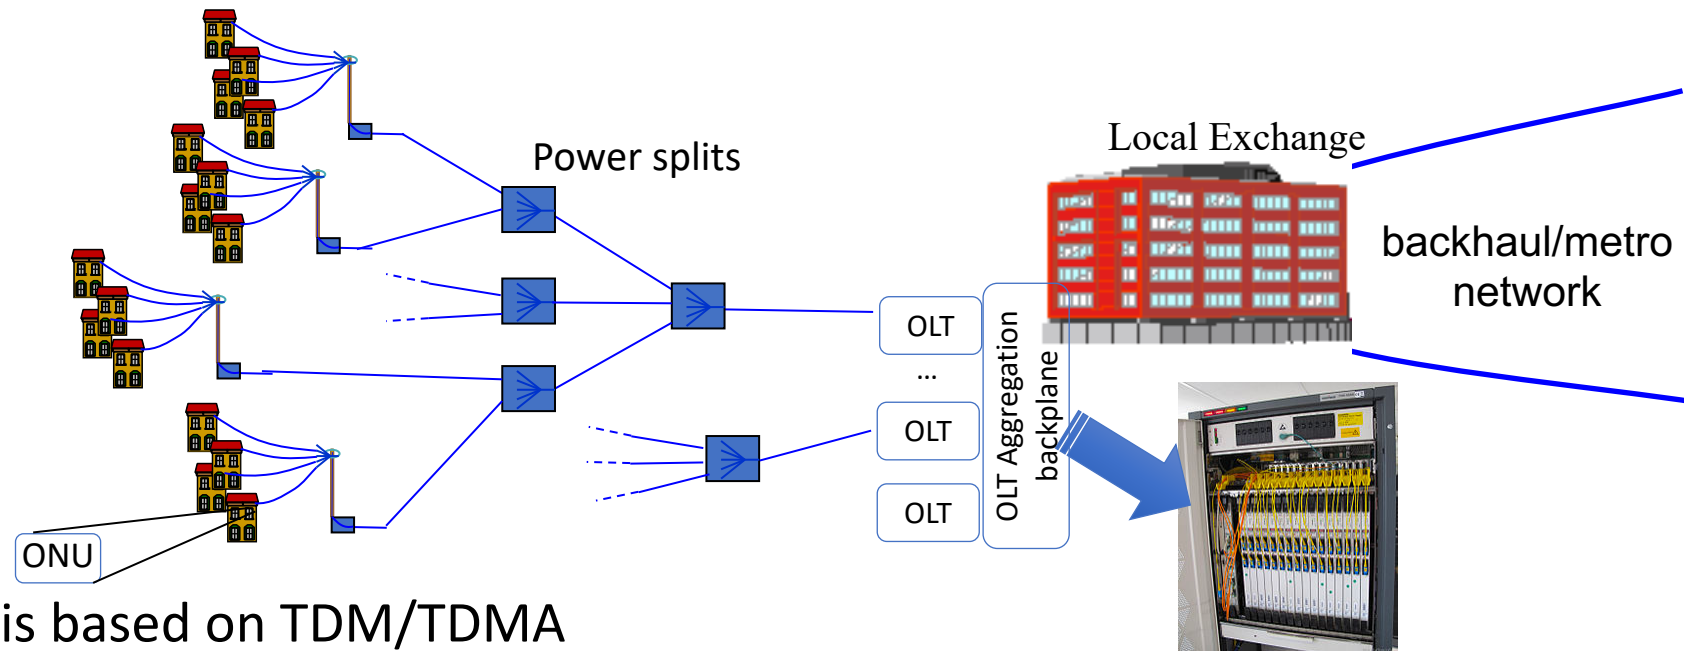 Power splits
Local Exchange
backhaul/metro
network
OLT
...
OLT
OLT
OLT Aggregation
backplane
ONU
is based on TDM/TDMA